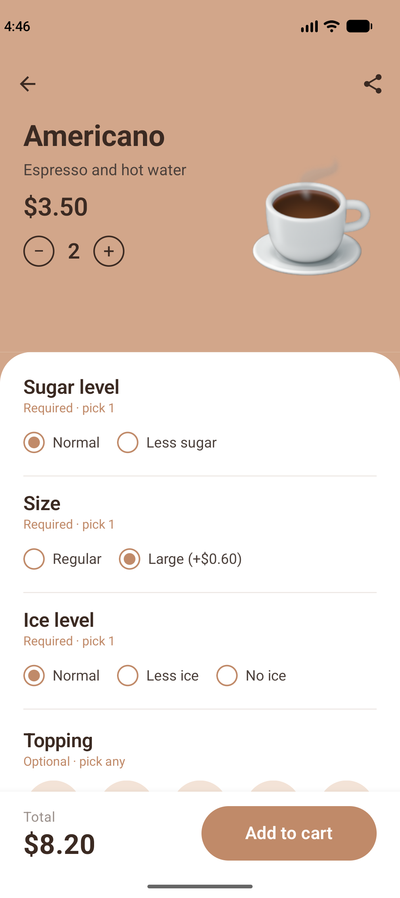 4:46
Americano
Espresso and hot water
$3.50
2
Sugar level
Required · pick 1
Normal Less sugar
Size
Required · pick 1
Regular Large (+$0.60)
Ice level
Required · pick 1
Normal Less ice No ice
Topping
Optional · pick any
Total
$8.20
Add to cart